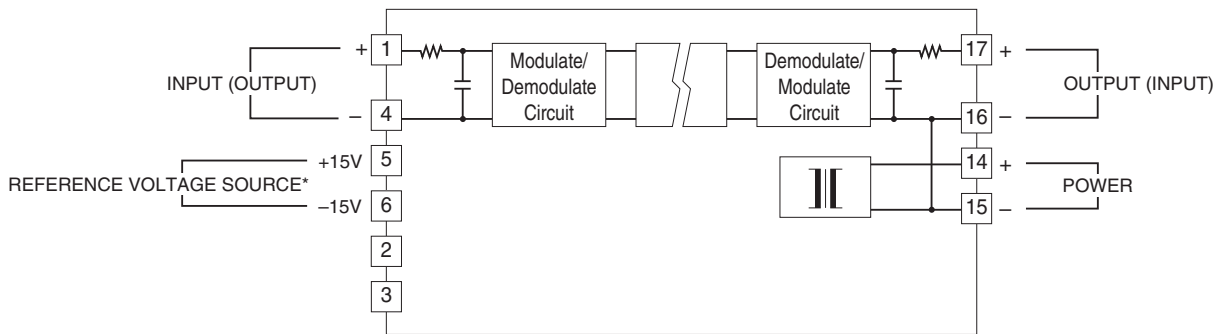 + 1
INPUT (OUTPUT)
– 4
Modulate/
Demodulate
Circuit
Demodulate/
Modulate
Circuit
17 +
OUTPUT (INPUT)
16 –
+15V 5
REFERENCE VOLTAGE SOURCE*
–15V 6
2
3
14 +
POWER
15 –